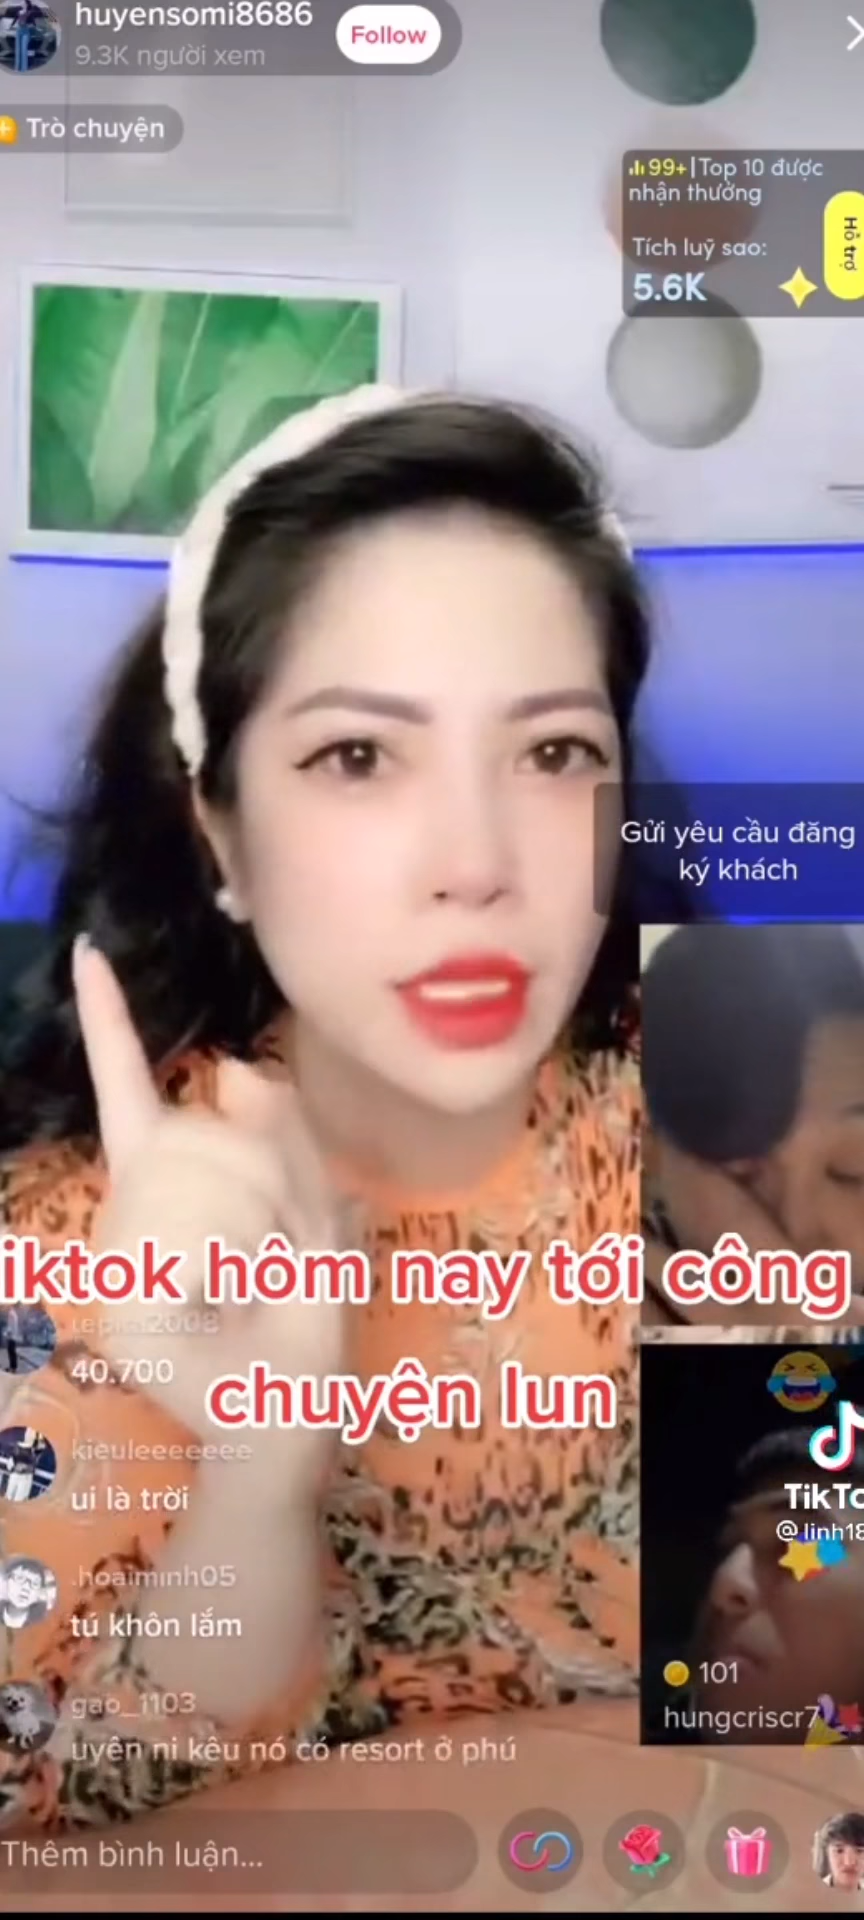 huyensomi8686
9.3K người xem
Follow
Trò chuyện
99+|Top 10 được
nhận thưởng
Tích luỹ sao:
5.6K
Hỗ trợ
Gửi yêu cầu đăng
ký khách
iktok hôm nay tới công
chuyện lun
40.700
kieuleeeeeee
ui là trời
.hoaiminh05
tú khôn lắm
gao_1103
uyên ni kêu nó có resort ở phú
TikTo
@linh18
101
hungcriscr7
Thêm bình luận...